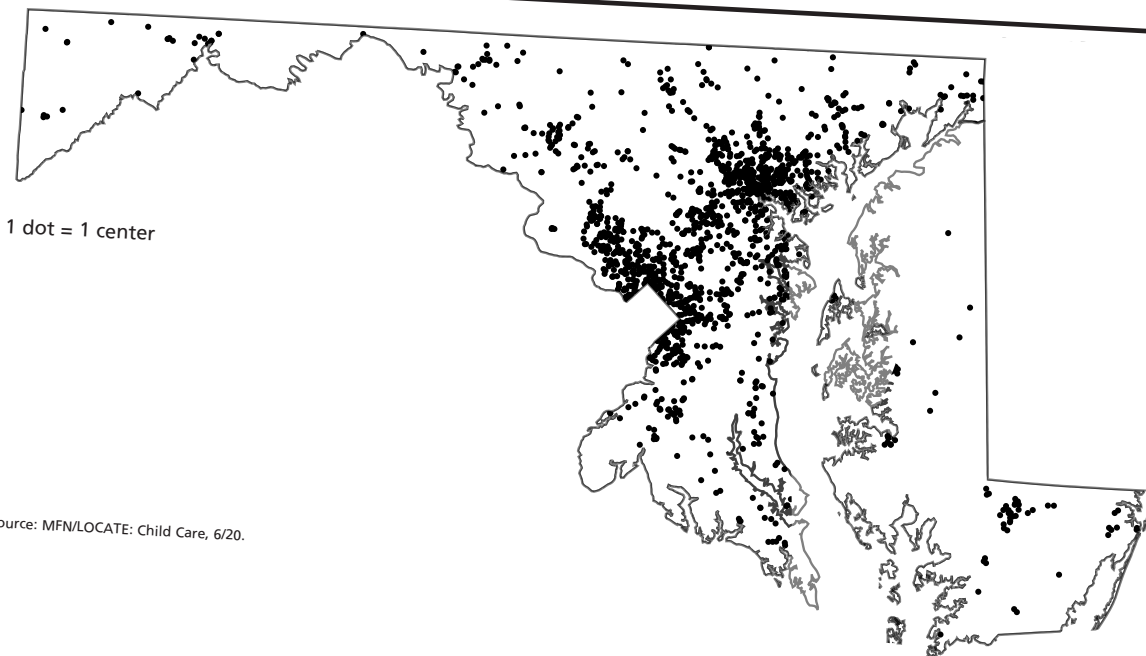 1 dot = 1 center
ource: MFN/LOCATE: Child Care, 6/20.